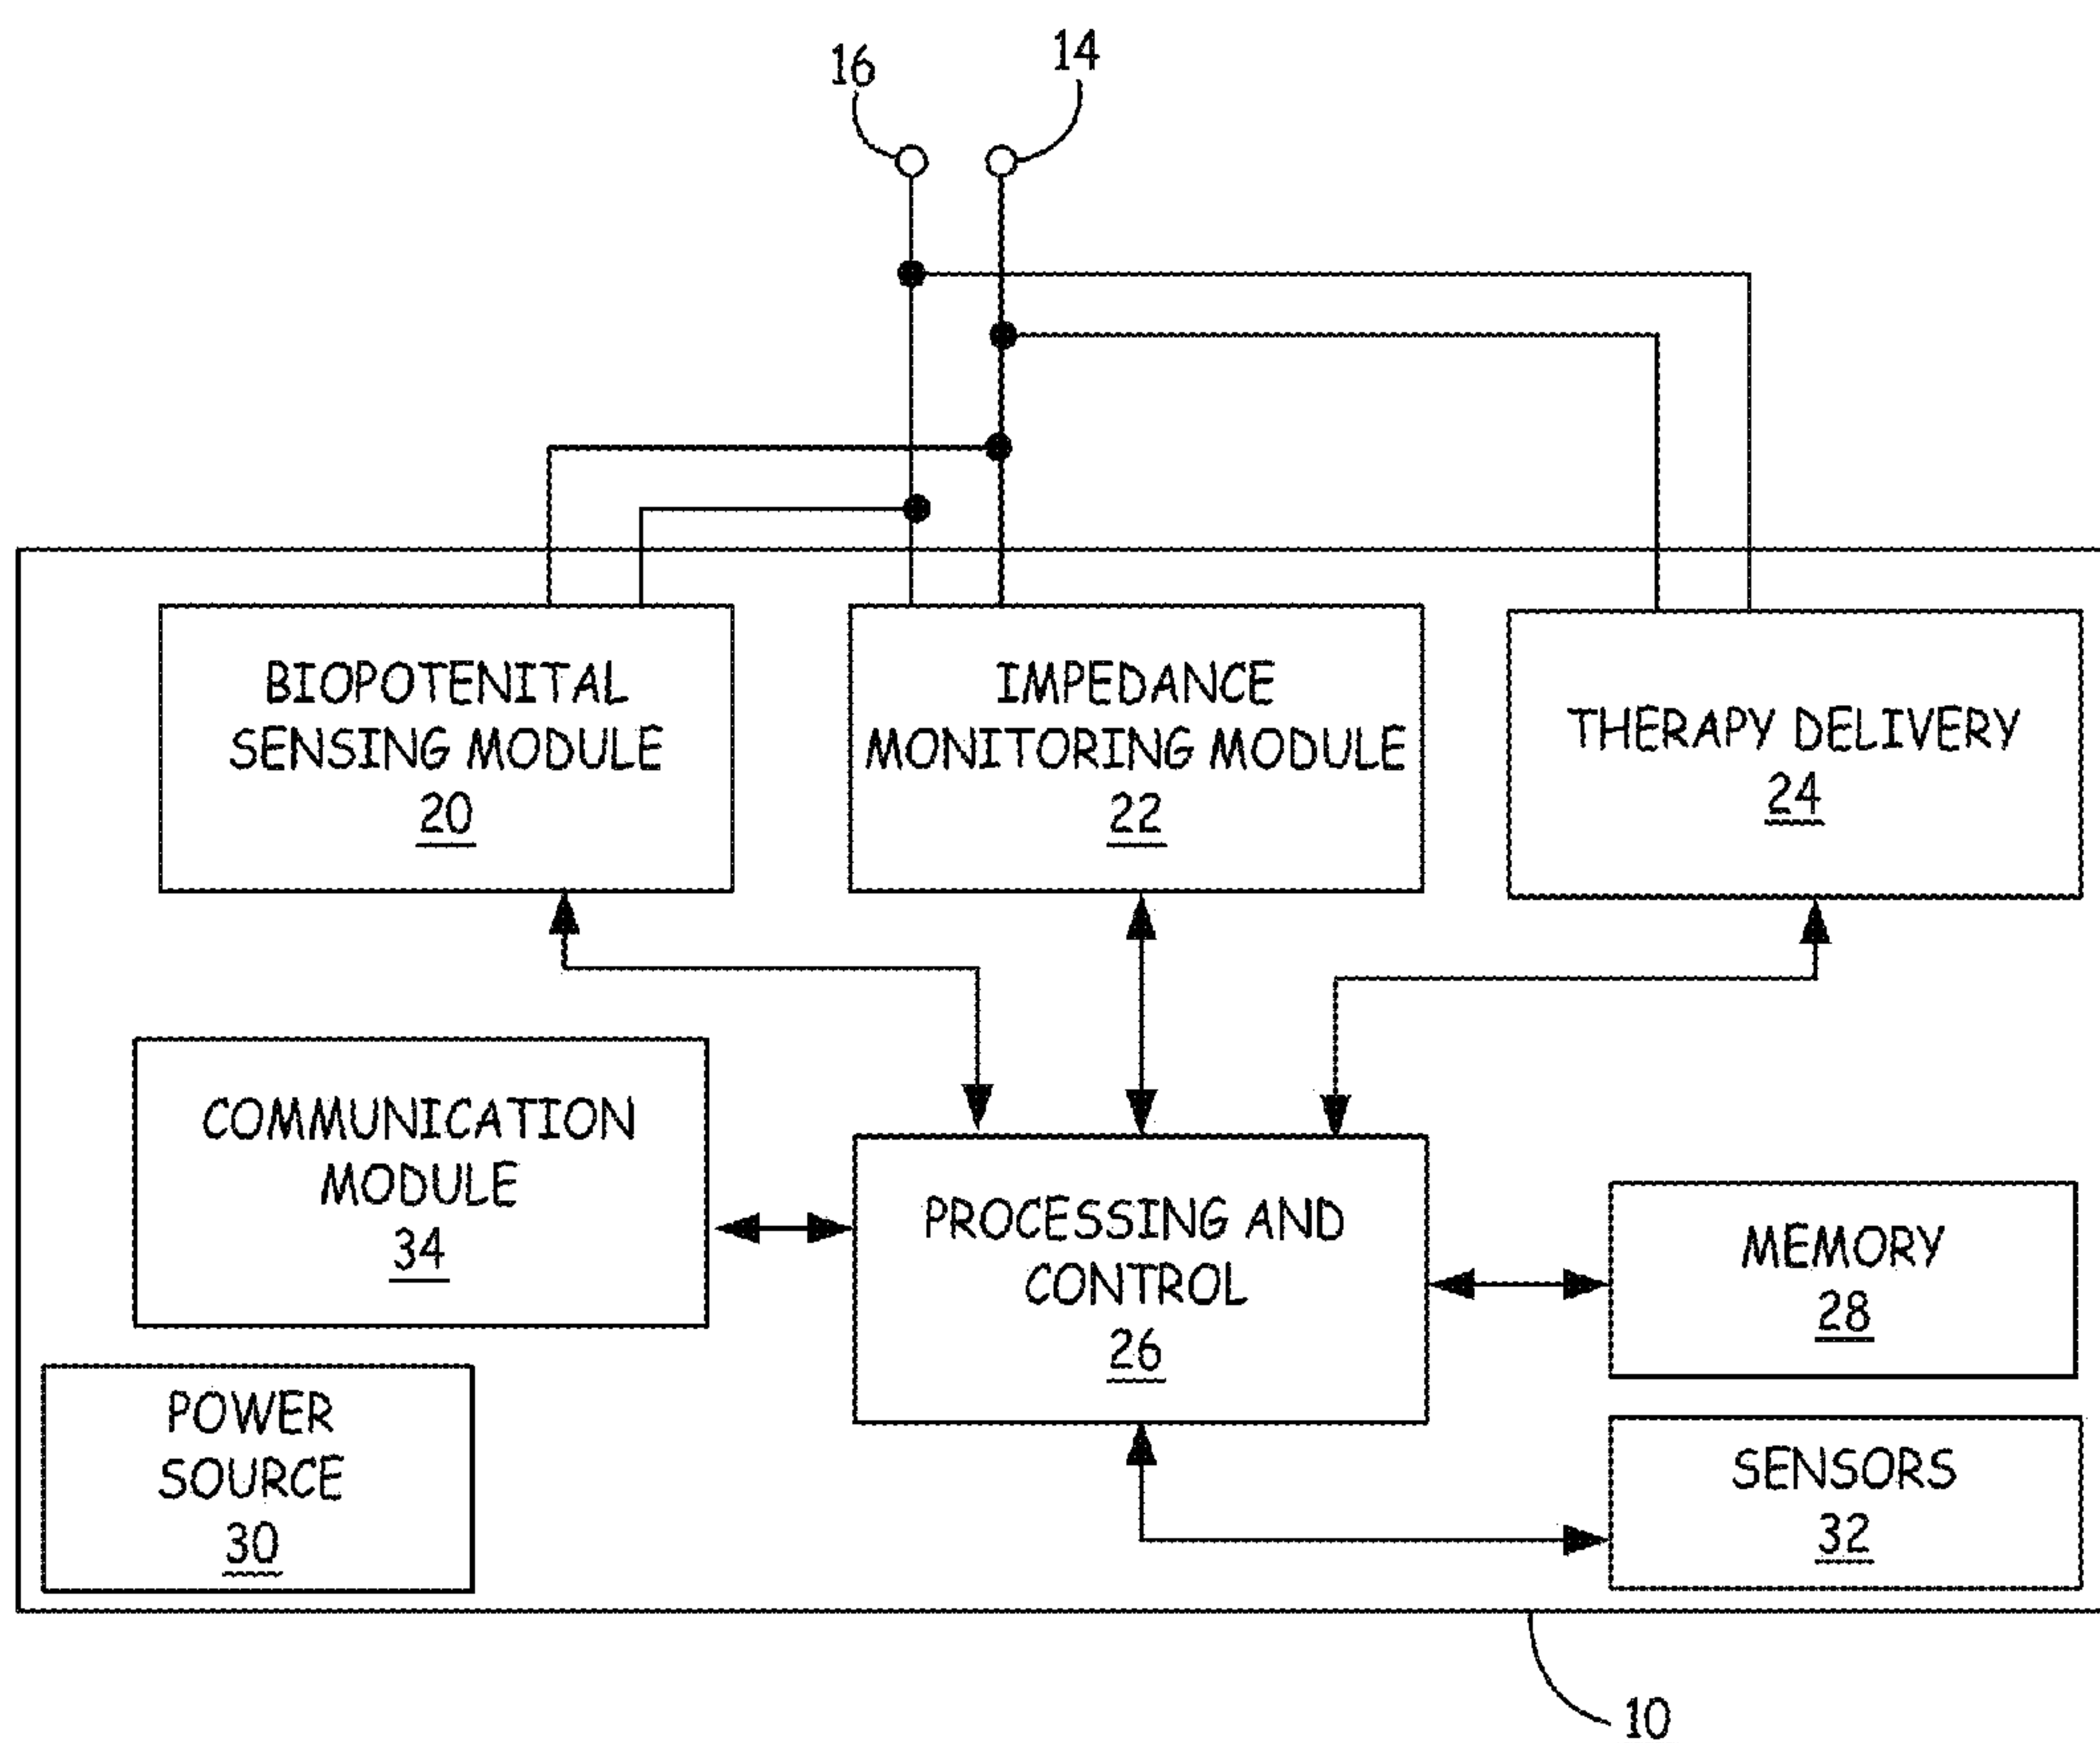 16
14
BIOPOTENITAL
SENSING MODULE
20
IMPEDANCE
MONITORING MODULE
22
THERAPY DELIVERY
24
COMMUNICATION
MODULE
34
PROCESSING AND
CONTROL
26
MEMORY
28
POWER
SOURCE
30
SENSORS
32
10